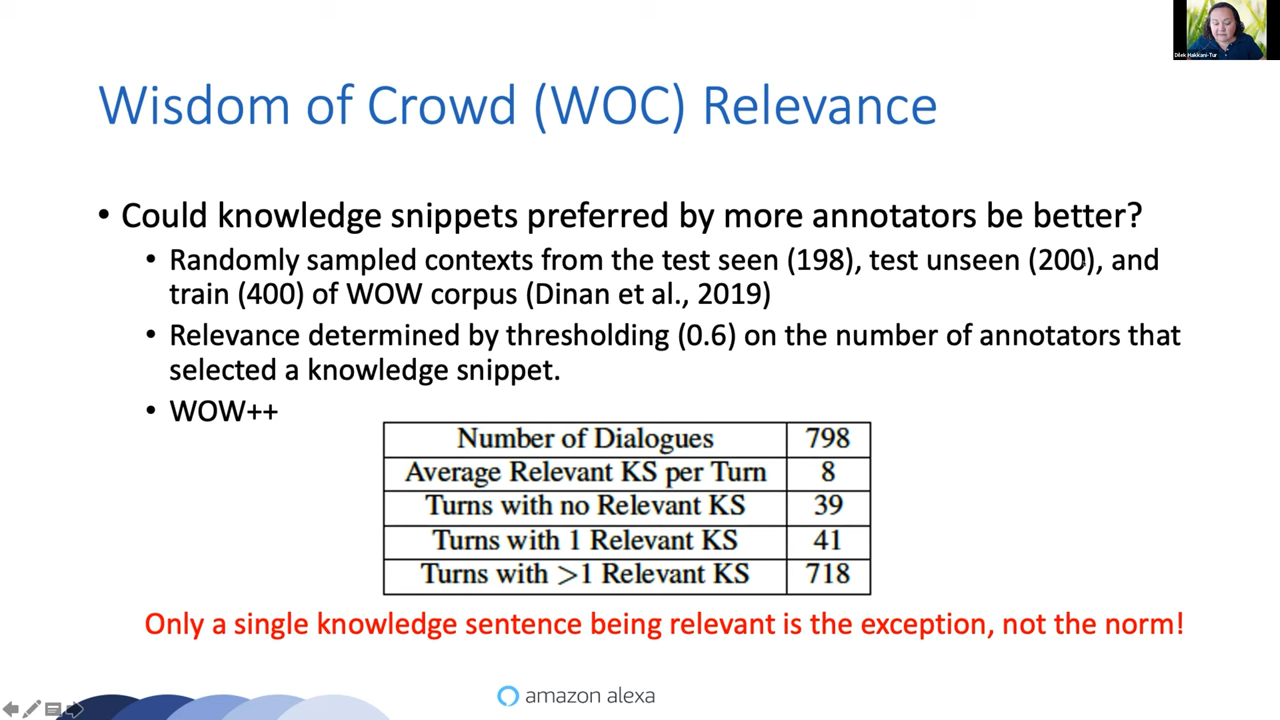 Dilek Hakkani-Tur
Wisdom of Crowd (WOC) Relevance
• Could knowledge snippets preferred by more annotators be better?
• Randomly sampled contexts from the test seen (198), test unseen (200), and
train (400) of WOW corpus (Dinan et al., 2019)
• Relevance determined by thresholding (0.6) on the number of annotators that
selected a knowledge snippet.
• WOW++
Number of Dialogues 798
Average Relevant KS per Turn 8
Turns with no Relevant KS 39
Turns with 1 Relevant KS 41
Turns with >1 Relevant KS 718
Only a single knowledge sentence being relevant is the exception, not the norm!
amazon alexa